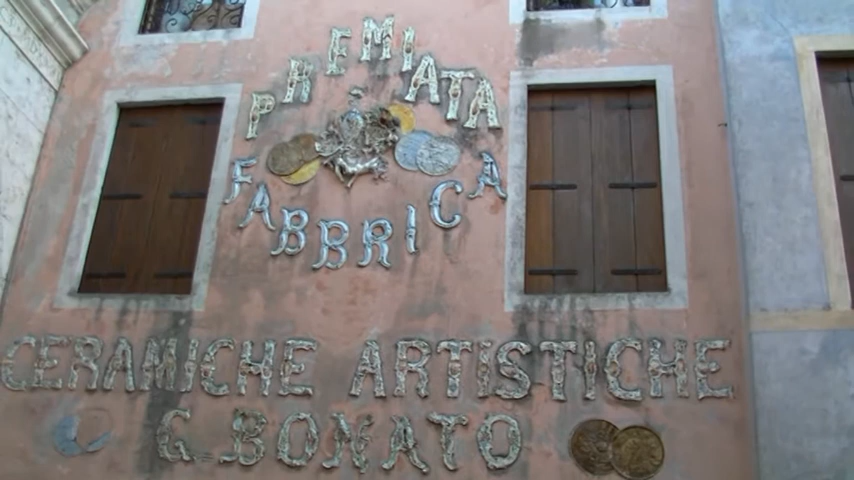 PREMIATA
FABBRICA
CERAMICHE ARTISTICHE
G. BONATO